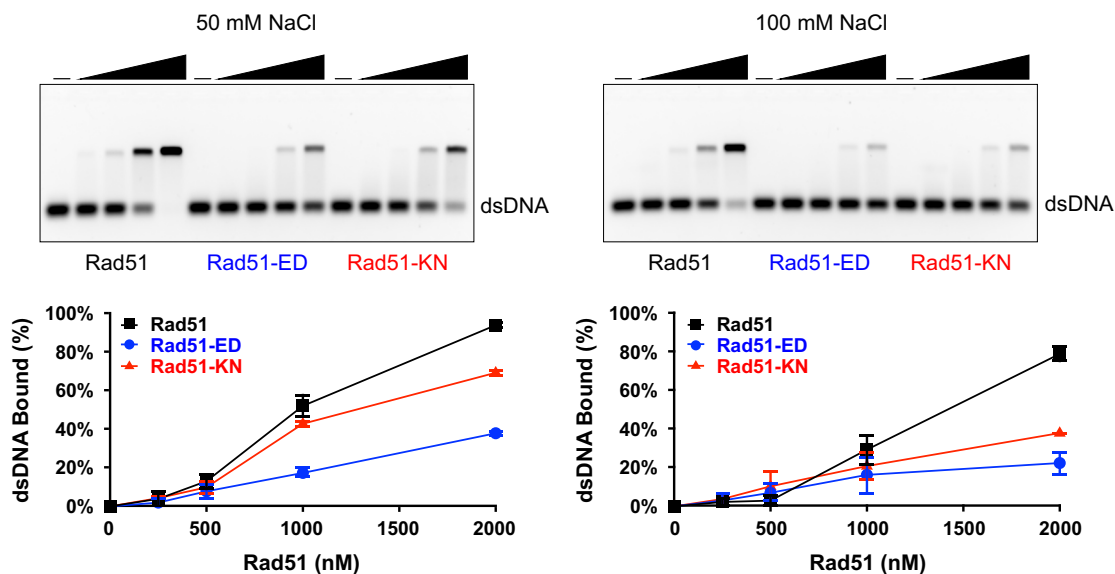 50 mM NaCl
dsDNA
Rad51 Rad51-ED Rad51-KN
100%
80%
60%
40%
20%
0%
dsDNA Bound (%)
Rad51
Rad51-ED
Rad51-KN
0 500 1000 1500 2000
Rad51 (nM)
100 mM NaCl
dsDNA
Rad51 Rad51-ED Rad51-KN
100%
80%
60%
40%
20%
0%
dsDNA Bound (%)
Rad51
Rad51-ED
Rad51-KN
0 500 1000 1500 2000
Rad51 (nM)